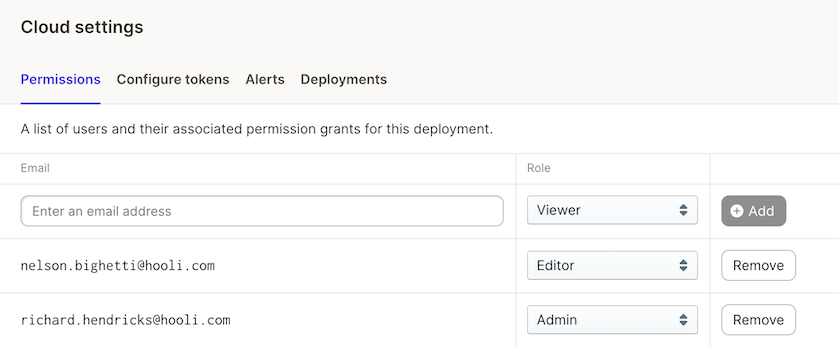 Cloud settings
Permissions Configure tokens Alerts Deployments
A list of users and their associated permission grants for this deployment.
Email Role
Enter an email address Viewer Add
nelson.bighetti@hooli.com Editor Remove
richard.hendricks@hooli.com Admin Remove